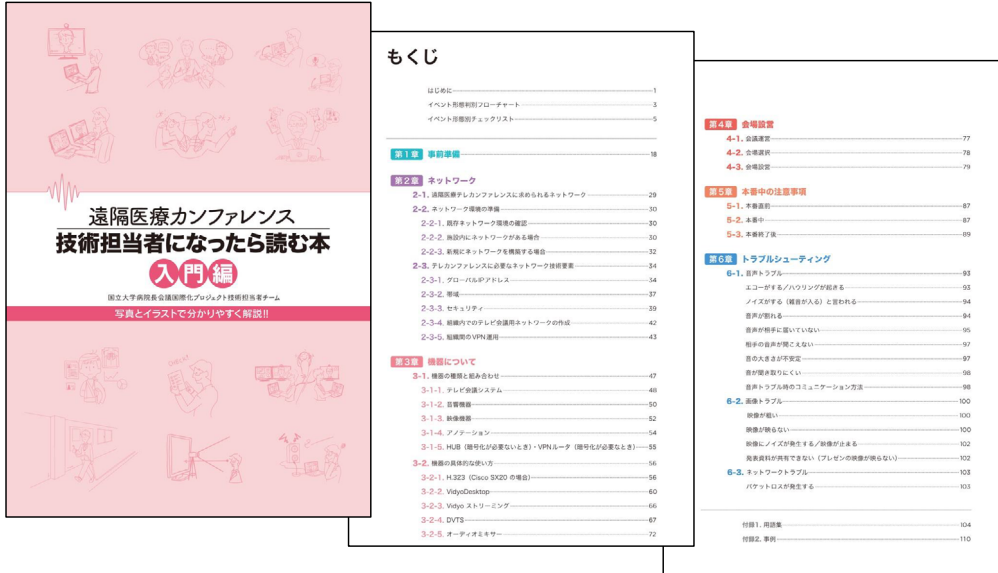 遠隔医療カンファレンス
技術担当者になったら読む本
入門編
国立大学病院長会議国際化プロジェクト技術担当者チーム
写真とイラストで分かりやすく解説!!
もくじ
はじめに 1
イベント形態判別フローチャート 3
イベント形態別チェックリスト 5
第1章 事前準備 18
第2章 ネットワーク
2-1. 遠隔医療テレカンファレンスに求められるネットワーク 29
2-2. ネットワーク環境の準備 30
2-2-1. 既存ネットワーク環境の確認 30
2-2-2. 施設内にネットワークがある場合 30
2-2-3. 新規にネットワークを構築する場合 32
2-3. テレカンファレンスに必要なネットワーク技術要素 34
2-3-1. グローバルIPアドレス 34
2-3-2. 帯域 37
2-3-3. セキュリティ 39
2-3-4. 組織内でのテレビ会議用ネットワークの作成 42
2-3-5. 組織間のVPN運用 43
第3章 機器について
3-1. 機器の種類と組み合わせ 47
3-1-1. テレビ会議システム 48
3-1-2. 音響機器 50
3-1-3. 映像機器 52
3-1-4. アノテーション 54
3-1-5. HUB（暗号化が必要ないとき）・VPNルータ（暗号化が必要なとき） 55
3-2. 機器の具体的な使い方 56
3-2-1. H.323（Cisco SX20 の場合） 56
3-2-2. VidyoDesktop 60
3-2-3. Vidyo ストリーミング 66
3-2-4. DVTS 67
3-2-5. オーディオミキサー 72
第4章 会場設営
4-1. 会議運営 77
4-2. 会場選択 78
4-3. 会場設営 79
第5章 本番中の注意事項
5-1. 本番直前 87
5-2. 本番中 87
5-3. 本番終了後 89
第6章 トラブルシューティング
6-1. 音声トラブル 93
エコーがする／ハウリングが起きる 93
ノイズがする（雑音が入る）と言われる 94
音声が割れる 94
音声が相手に届いていない 95
相手の音声が聞こえない 97
音の大きさが不安定 97
音が聞き取りにくい 98
音声トラブル時のコミュニケーション方法 98
6-2. 画像トラブル 100
映像が粗い 100
映像が映らない 100
映像にノイズが発生する／映像が止まる 102
発表資料が共有できない（プレゼンの映像が映らない） 102
6-3. ネットワークトラブル 103
パケットロスが発生する 103
付録1. 用語集 104
付録2. 事例 110